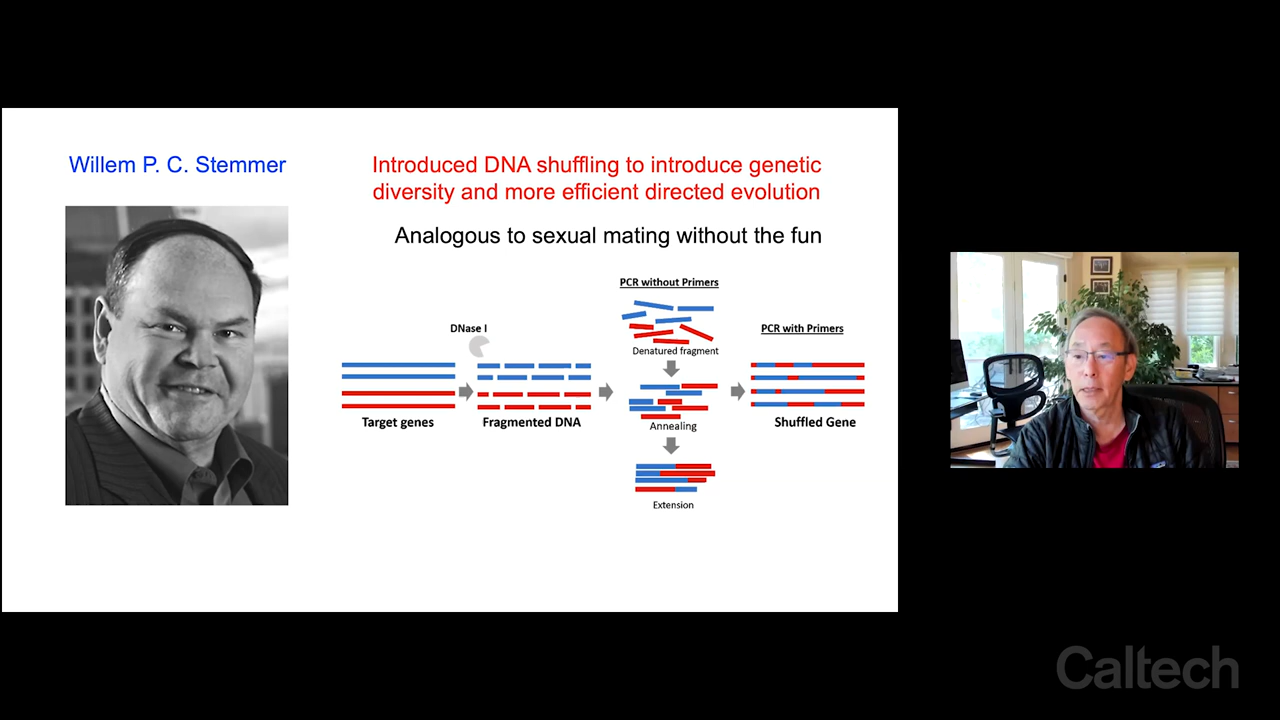 Willem P. C. Stemmer
Introduced DNA shuffling to introduce genetic
diversity and more efficient directed evolution
Analogous to sexual mating without the fun
PCR without Primers
DNase I
PCR with Primers
Denatured fragment
Target genes
Fragmented DNA
Annealing
Shuffled Gene
Extension
Caltech